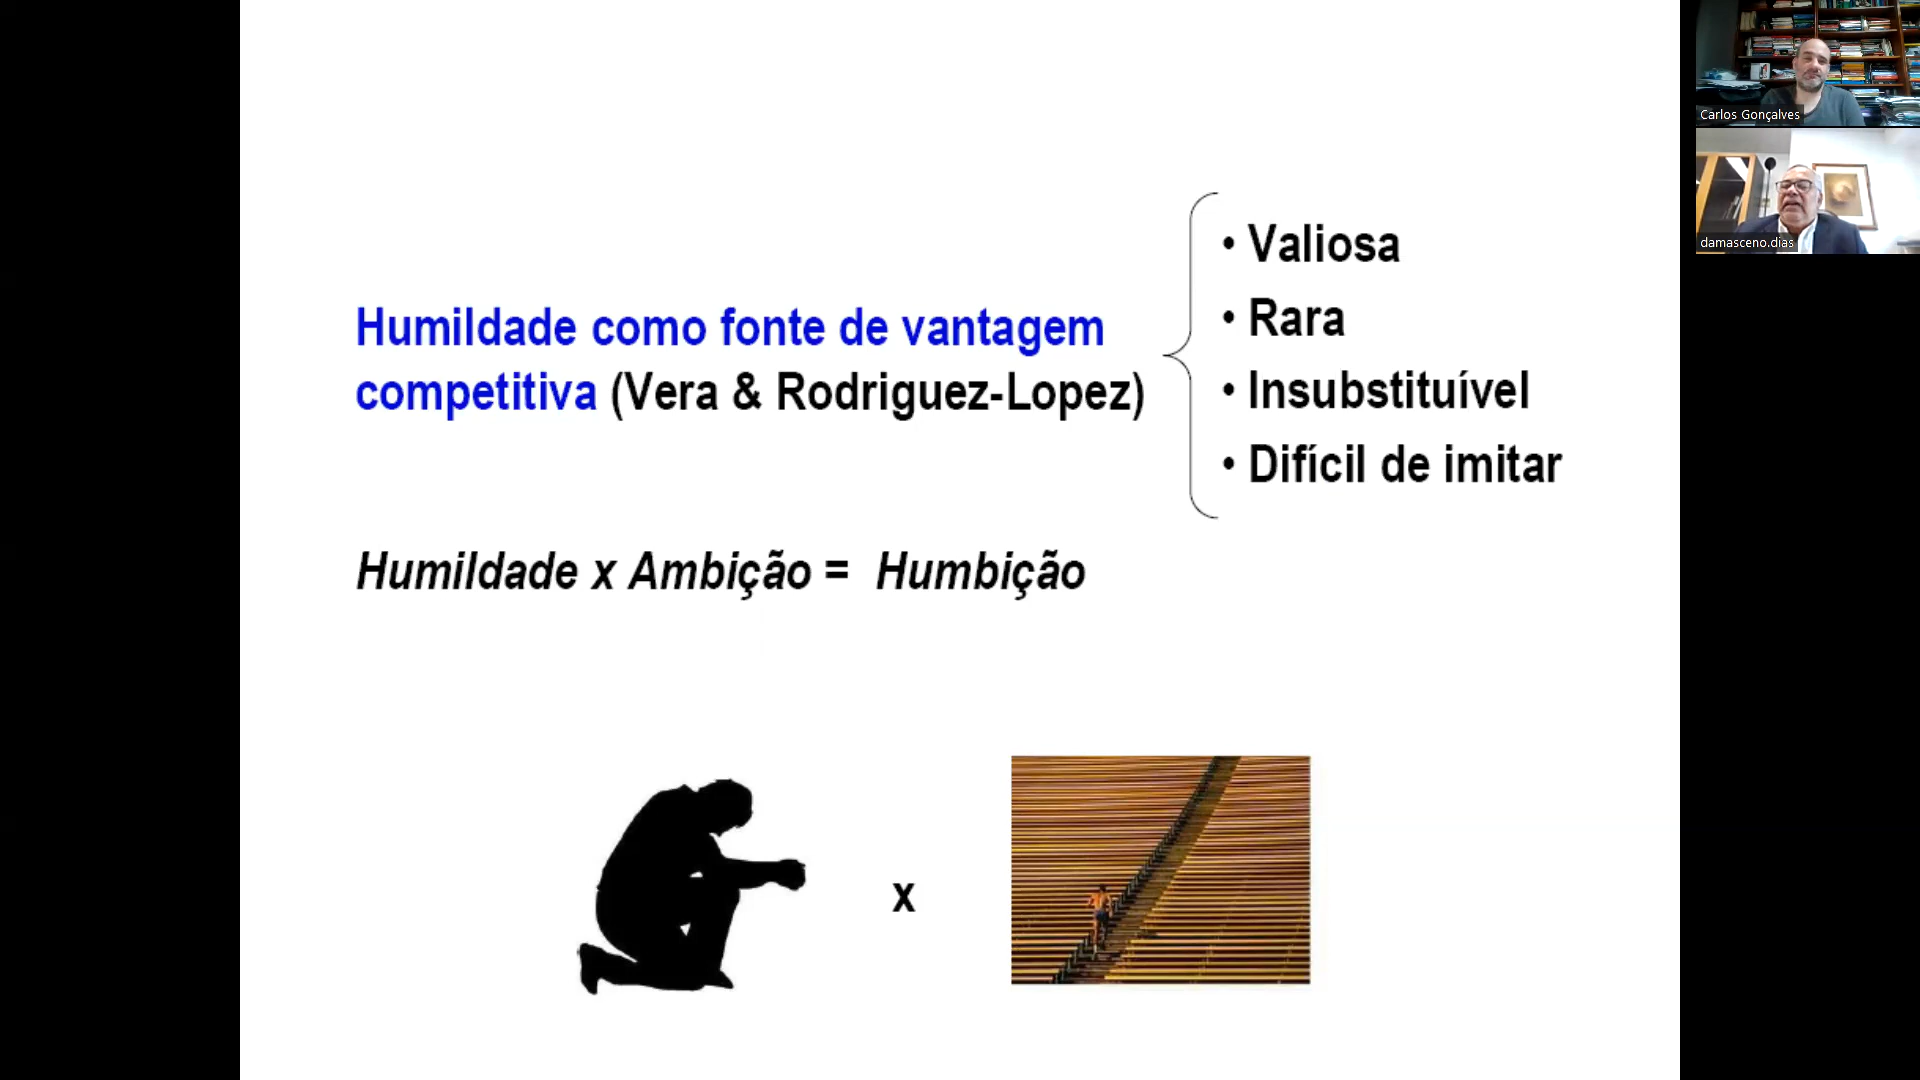 Humildade como fonte de vantagem
competitiva (Vera & Rodriguez-Lopez)
• Valiosa
• Rara
• Insubstituível
• Difícil de imitar
Humildade x Ambição = Humbição
x
Carlos Gonçalves
damasceno.dias